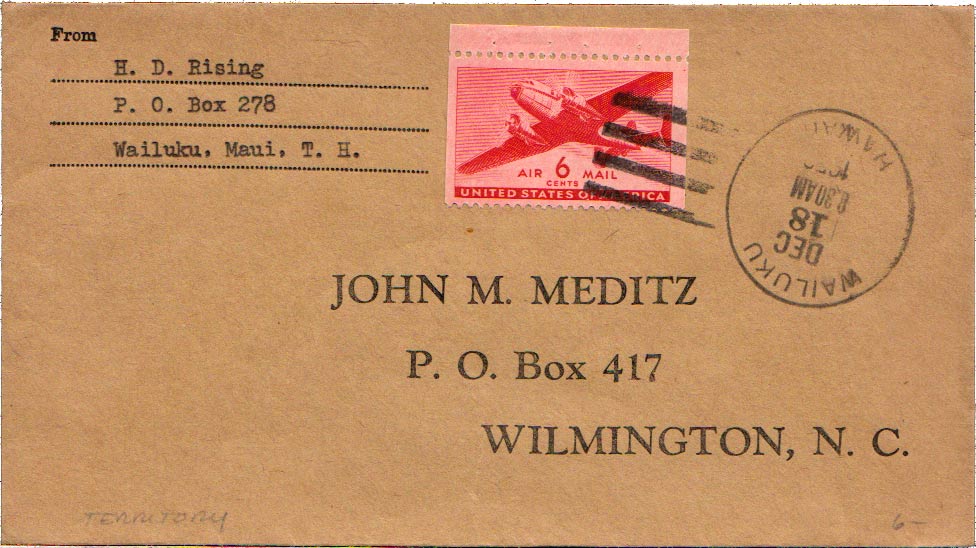 From
H. D. Rising
P. O. Box 278
Wailuku, Maui, T. H.
AIR 6 MAIL
CENTS
UNITED STATES OF AMERICA
WAILUKU
DEC
18
8:30AM
HAWAII
JOHN M. MEDITZ
P. O. Box 417
WILMINGTON, N. C.
TERRITORY
6-